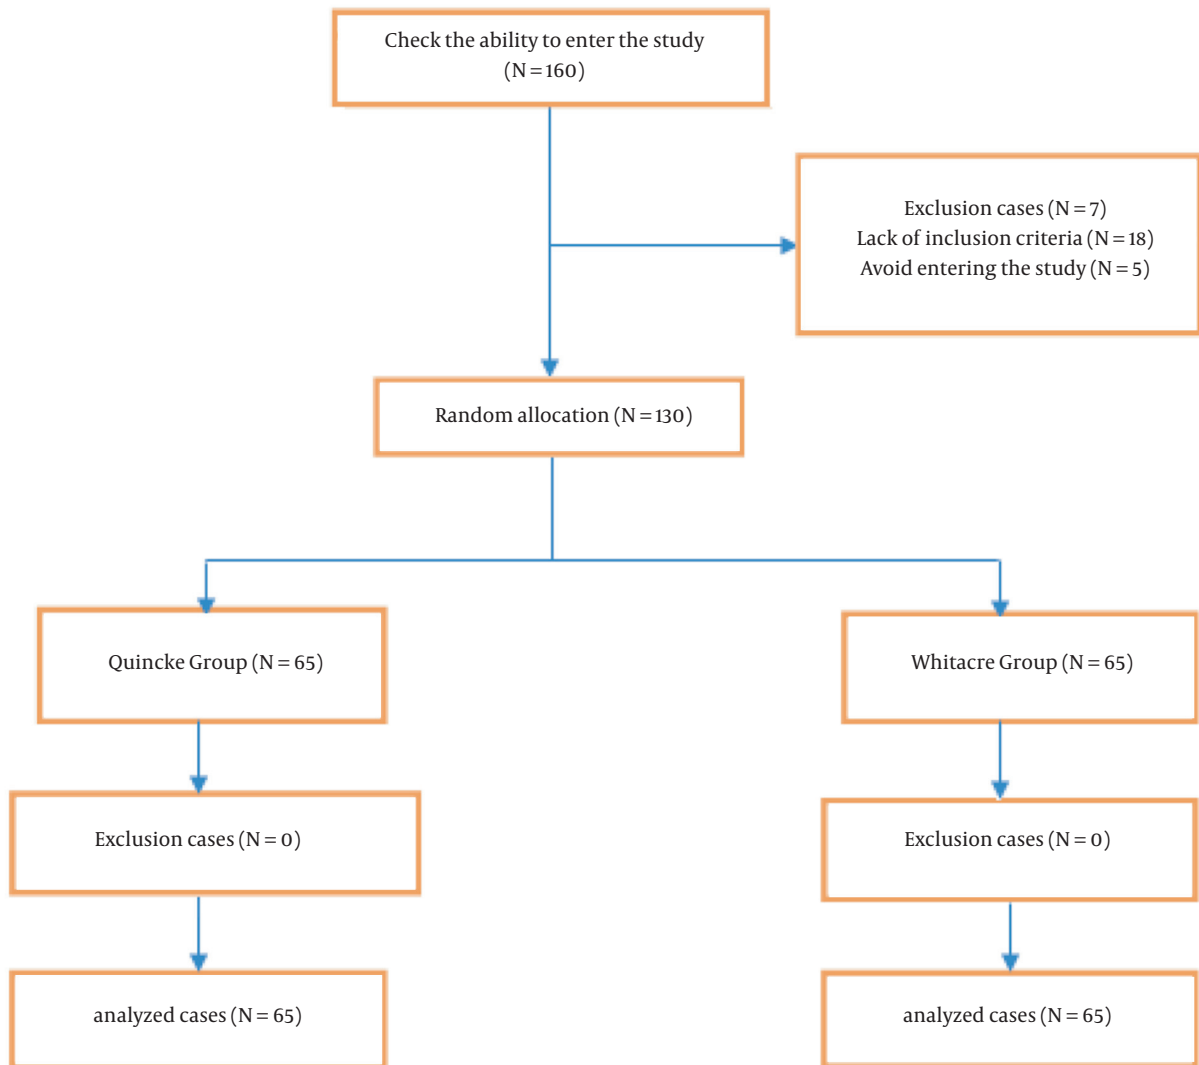 Check the ability to enter the study
(N = 160)
Exclusion cases (N = 7)
Lack of inclusion criteria (N = 18)
Avoid entering the study (N = 5)
Random allocation (N = 130)
Quincke Group (N = 65)
Whitacre Group (N = 65)
Exclusion cases (N = 0)
Exclusion cases (N = 0)
analyzed cases (N = 65)
analyzed cases (N = 65)